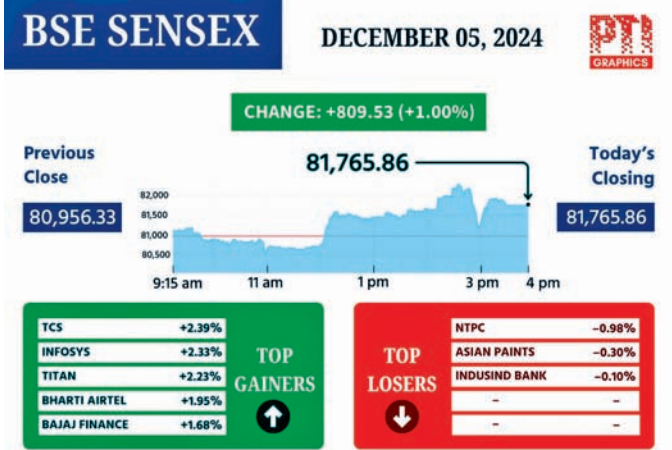 BSE SENSEX
DECEMBER 05, 2024
PTI
GRAPHICS
CHANGE: +809.53 (+1.00%)
Previous
Close
80,956.33
81,765.86
Today's
Closing
81,765.86
82,000
81,500
81,000
80,500
9:15 am 11 am 1 pm 3 pm 4 pm
TCS +2.39%
INFOSYS +2.33%
TITAN +2.23%
BHARTI AIRTEL +1.95%
BAJAJ FINANCE +1.68%
TOP
GAINERS
TOP
LOSERS
NTPC –0.98%
ASIAN PAINTS –0.30%
INDUSIND BANK –0.10%
– –
– –